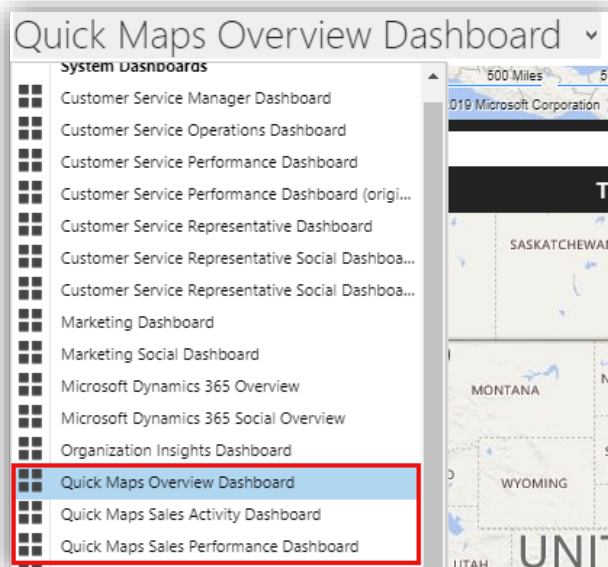 Quick Maps Overview Dashboard
System Dashboards
Customer Service Manager Dashboard
Customer Service Operations Dashboard
Customer Service Performance Dashboard
Customer Service Performance Dashboard (origi...
Customer Service Representative Dashboard
Customer Service Representative Social Dashboa...
Customer Service Representative Social Dashboa...
Marketing Dashboard
Marketing Social Dashboard
Microsoft Dynamics 365 Overview
Microsoft Dynamics 365 Social Overview
Organization Insights Dashboard
Quick Maps Overview Dashboard
Quick Maps Sales Activity Dashboard
Quick Maps Sales Performance Dashboard
500 Miles 5
019 Microsoft Corporation
T
SASKATCHEWAN
MONTANA
WYOMING
UTAH
UNIT